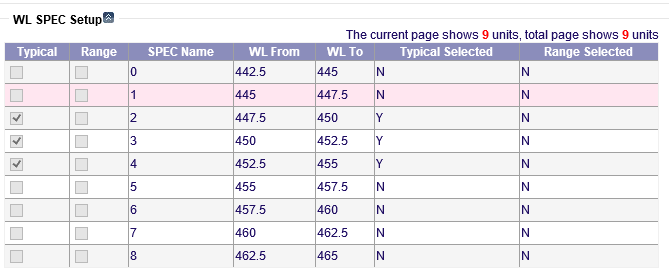 WL SPEC Setup
The current page shows 9 units, total page shows 9 units
Typical Range SPEC Name WL From WL To Typical Selected Range Selected
0 442.5 445 N N
1 445 447.5 N N
2 447.5 450 Y N
3 450 452.5 Y N
4 452.5 455 Y N
5 455 457.5 N N
6 457.5 460 N N
7 460 462.5 N N
8 462.5 465 N N